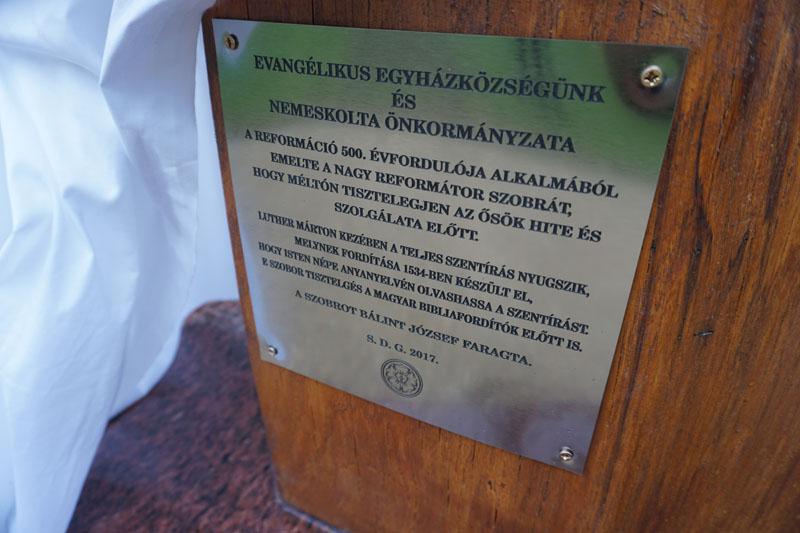 EVANGÉLIKUS EGYHÁZKÖZSÉGÜNK
ÉS
NEMESKOLTA ÖNKORMÁNYZATA
A REFORMÁCIÓ 500. ÉVFORDULÓJA ALKALMÁBÓL
EMELTE A NAGY REFORMÁTOR SZOBRÁT,
HOGY MÉLTÓN TISZTELEGJEN AZ ŐSÖK HITE ÉS
SZOLGÁLATA ELŐTT.
LUTHER MÁRTON KEZÉBEN A TELJES SZENTÍRÁS NYUGSZIK,
MELYNEK FORDÍTÁSA 1534-BEN KÉSZÜLT EL,
HOGY ISTEN NÉPE ANYANYELVÉN OLVASHASSA A SZENTÍRÁST.
E SZOBOR TISZTELGÉS A MAGYAR BIBLIAFORDÍTÓK ELŐTT IS.
A SZOBROT BÁLINT JÓZSEF FARAGTA.
S. D. G. 2017.